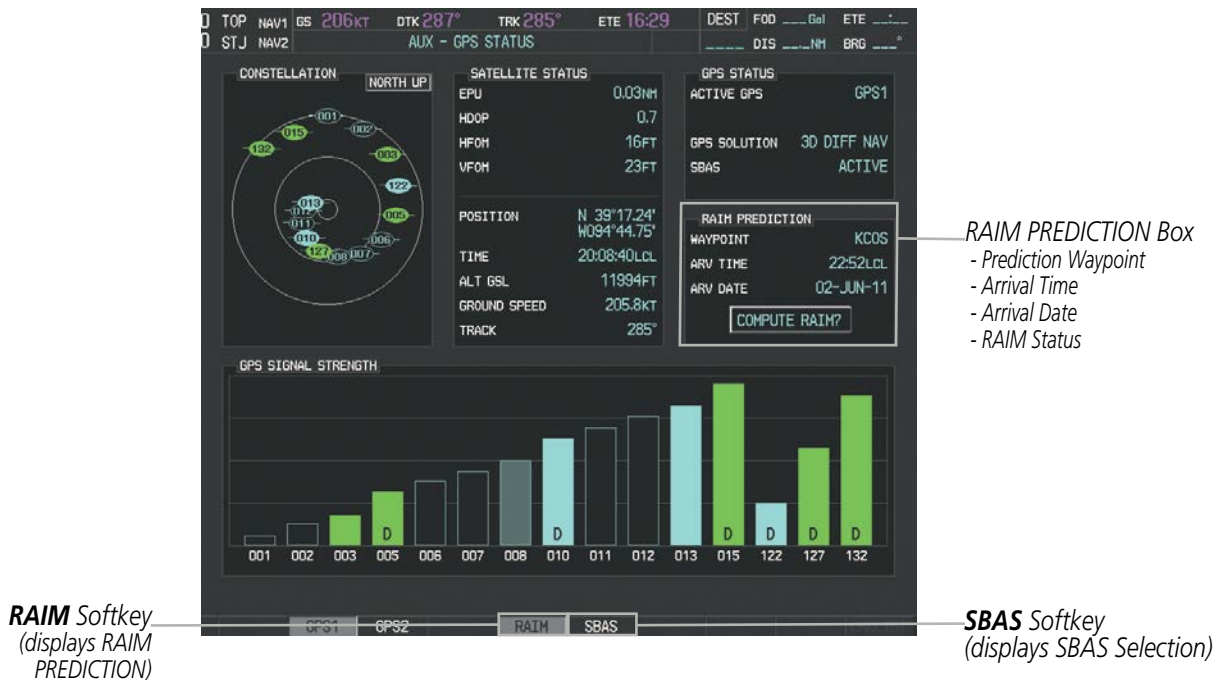 TOP NAV1 GS 206KT DTK 287° TRK 285° ETE 16:29 DEST FOD ___Gal ETE __:__
STJ NAV2 AUX - GPS STATUS ____ DIS __._NM BRG ___°
CONSTELLATION
NORTH UP
001
002
015
132
003
122
013
012
005
011
010
006
127
008
007
SATELLITE STATUS
EPU 0.03NM
HDOP 0.7
HFOM 16FT
VFOM 23FT
POSITION N 39°17.24'
W094°44.75'
TIME 20:08:40LCL
ALT GSL 11994FT
GROUND SPEED 205.8KT
TRACK 285°
GPS STATUS
ACTIVE GPS GPS1
GPS SOLUTION 3D DIFF NAV
SBAS ACTIVE
RAIM PREDICTION
WAYPOINT KCOS
ARV TIME 22:52LCL
ARV DATE 02-JUN-11
COMPUTE RAIM?
RAIM PREDICTION Box
- Prediction Waypoint
- Arrival Time
- Arrival Date
- RAIM Status
GPS SIGNAL STRENGTH
D D D D D D
001 002 003 005 006 007 008 010 011 012 013 015 122 127 132
GPS1 GPS2 RAIM SBAS
RAIM Softkey
(displays RAIM
PREDICTION)
SBAS Softkey
(displays SBAS Selection)